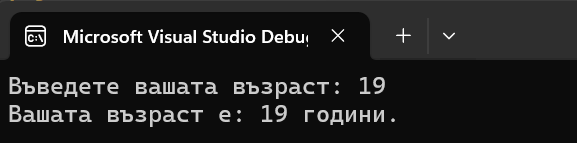 Microsoft Visual Studio Debu
Въведете вашата възраст: 19
Вашата възраст е: 19 години.